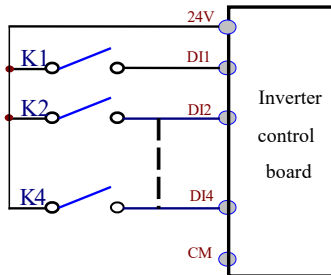 24V
K1
DI1
K2
DI2
Inverter
control
board
K4
DI4
CM